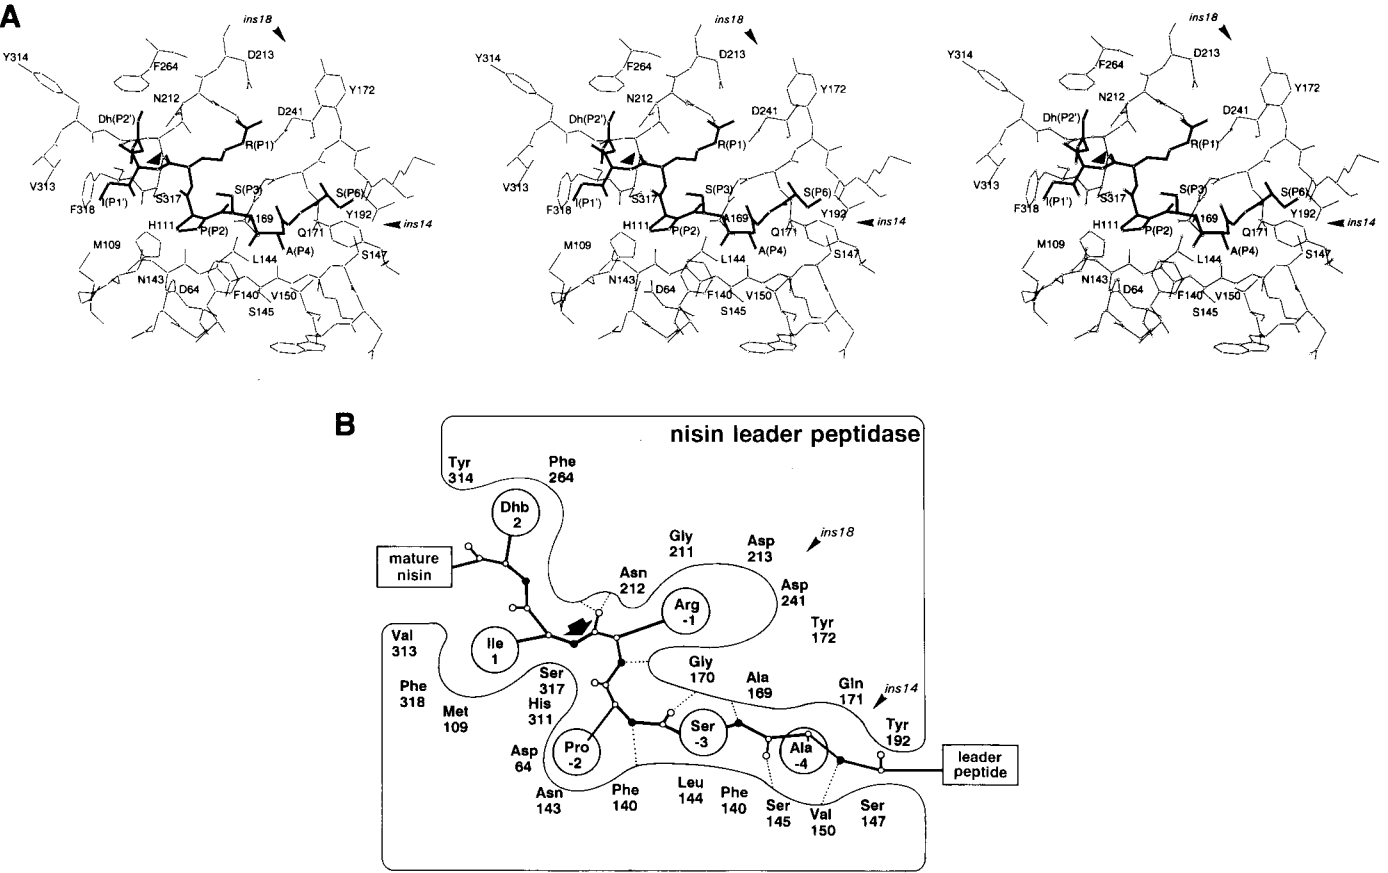 A
ins18
Y314
F264
D213
Y172
N212
D241
Dh(P2')
R(P1)
V313
F318
I(P1')
S317
S(P3)
S(P6)
H111
P(P2)
A169
Y192
ins14
Q171
M109
A(P4)
S147
L144
N143
D64
F140
V150
S145
ins18
Y314
F264
D213
Y172
N212
D241
Dh(P2')
R(P1)
V313
F318
I(P1')
S317
S(P3)
S(P6)
H111
P(P2)
A169
Y192
ins14
Q171
M109
A(P4)
S147
L144
N143
D64
F140
V150
S145
ins18
Y314
F264
D213
Y172
N212
D241
Dh(P2')
R(P1)
V313
F318
I(P1')
S317
S(P3)
S(P6)
H111
P(P2)
A169
Y192
ins14
Q171
M109
A(P4)
S147
L144
N143
D64
F140
V150
S145
B
nisin leader peptidase
Tyr
314
Phe
264
Dhb
2
mature
nisin
Gly
211
Asp
213
ins18
Asn
212
Asp
241
Arg
-1
Tyr
172
Val
313
Ile
1
Phe
318
Met
109
Ser
317
His
311
Gly
170
Ala
169
Gln
171
ins14
Tyr
192
Asp
64
Pro
-2
Ser
-3
Ala
-4
leader
peptide
Asn
143
Phe
140
Leu
144
Phe
140
Ser
145
Val
150
Ser
147